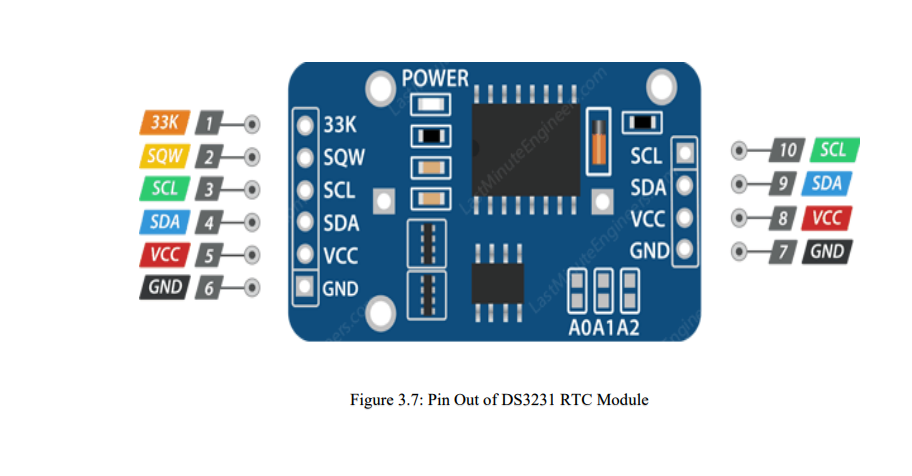 POWER
33K 1 33K
SQW 2 SQW
SCL 3 SCL
SDA 4 SDA
VCC 5 VCC
GND 6 GND
SCL 10 SCL
SDA 9 SDA
VCC 8 VCC
GND 7 GND
A0A1A2
LastMinuteEngineers.com
Figure 3.7: Pin Out of DS3231 RTC Module